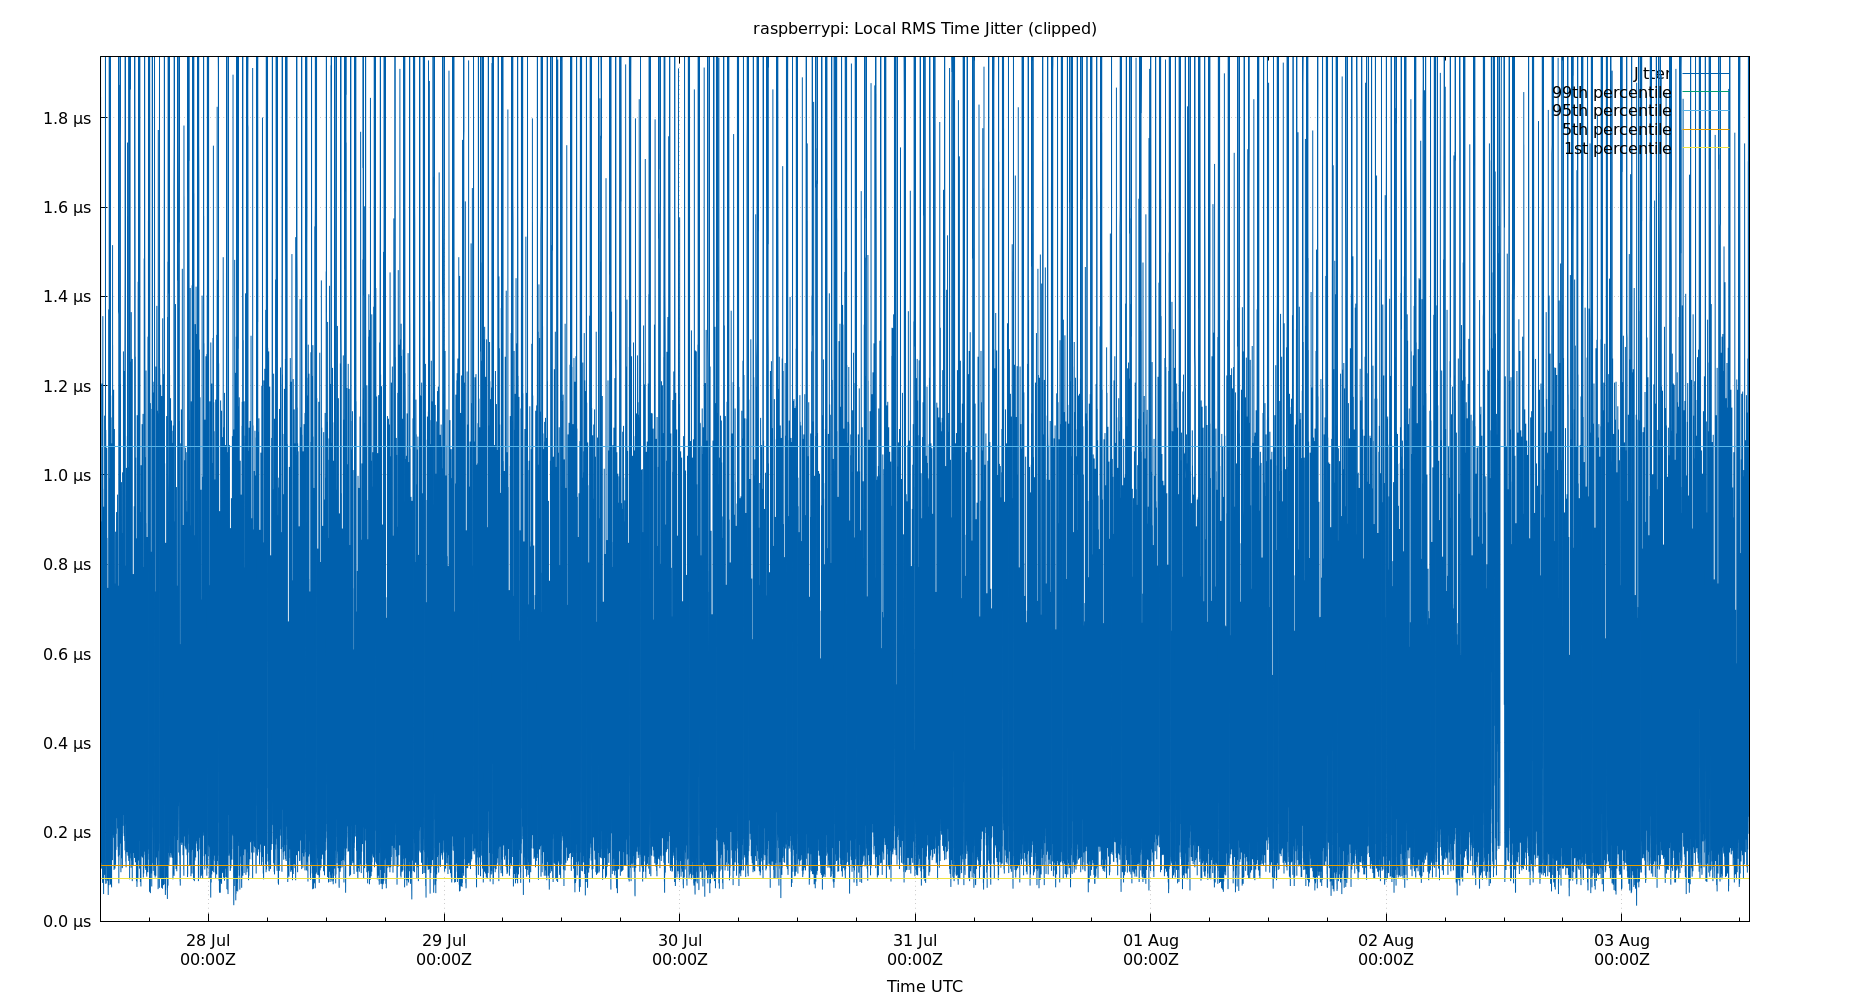 raspberrypi: Local RMS Time Jitter (clipped)
Jitter
99th percentile
95th percentile
5th percentile
1st percentile
1.8 µs
1.6 µs
1.4 µs
1.2 µs
1.0 µs
0.8 µs
0.6 µs
0.4 µs
0.2 µs
0.0 µs
28 Jul 29 Jul 30 Jul 31 Jul 01 Aug 02 Aug 03 Aug
00:00Z 00:00Z 00:00Z 00:00Z 00:00Z 00:00Z 00:00Z
Time UTC